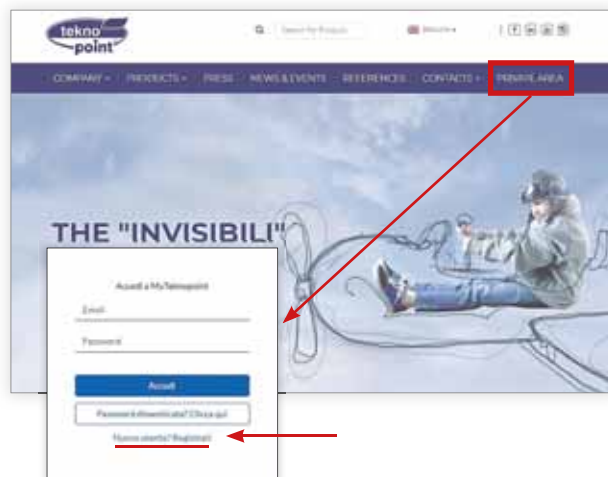 tekno
point
Search for Products
ENGLISH
COMPANY PRODUCTS PRESS NEWS & EVENTS REFERENCES CONTACTS PRIVATE AREA
THE "INVISIBILI"
Accedi a MyTeknopoint
Email
Password
Accedi
Password dimenticata? Clicca qui
Nuovo utente? Registrati